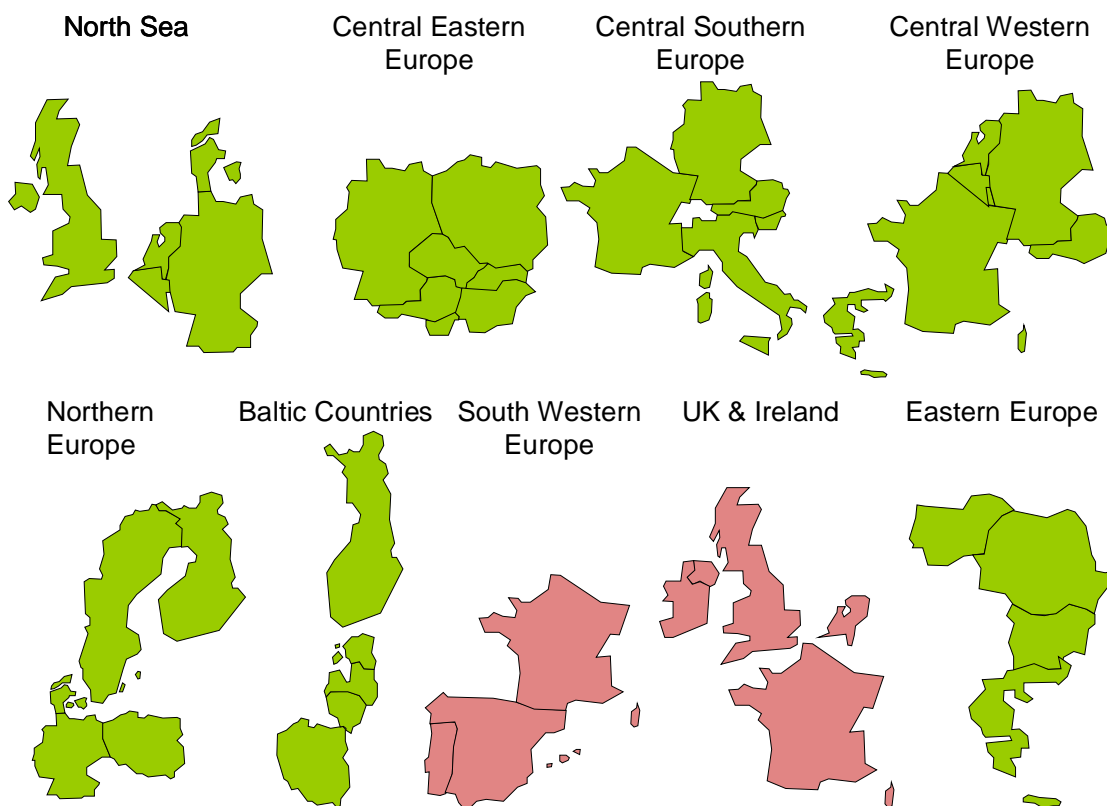 North Sea
Central Eastern
Europe
Central Southern
Europe
Central Western
Europe
Northern
Europe
Baltic Countries
South Western
Europe
UK & Ireland
Eastern Europe